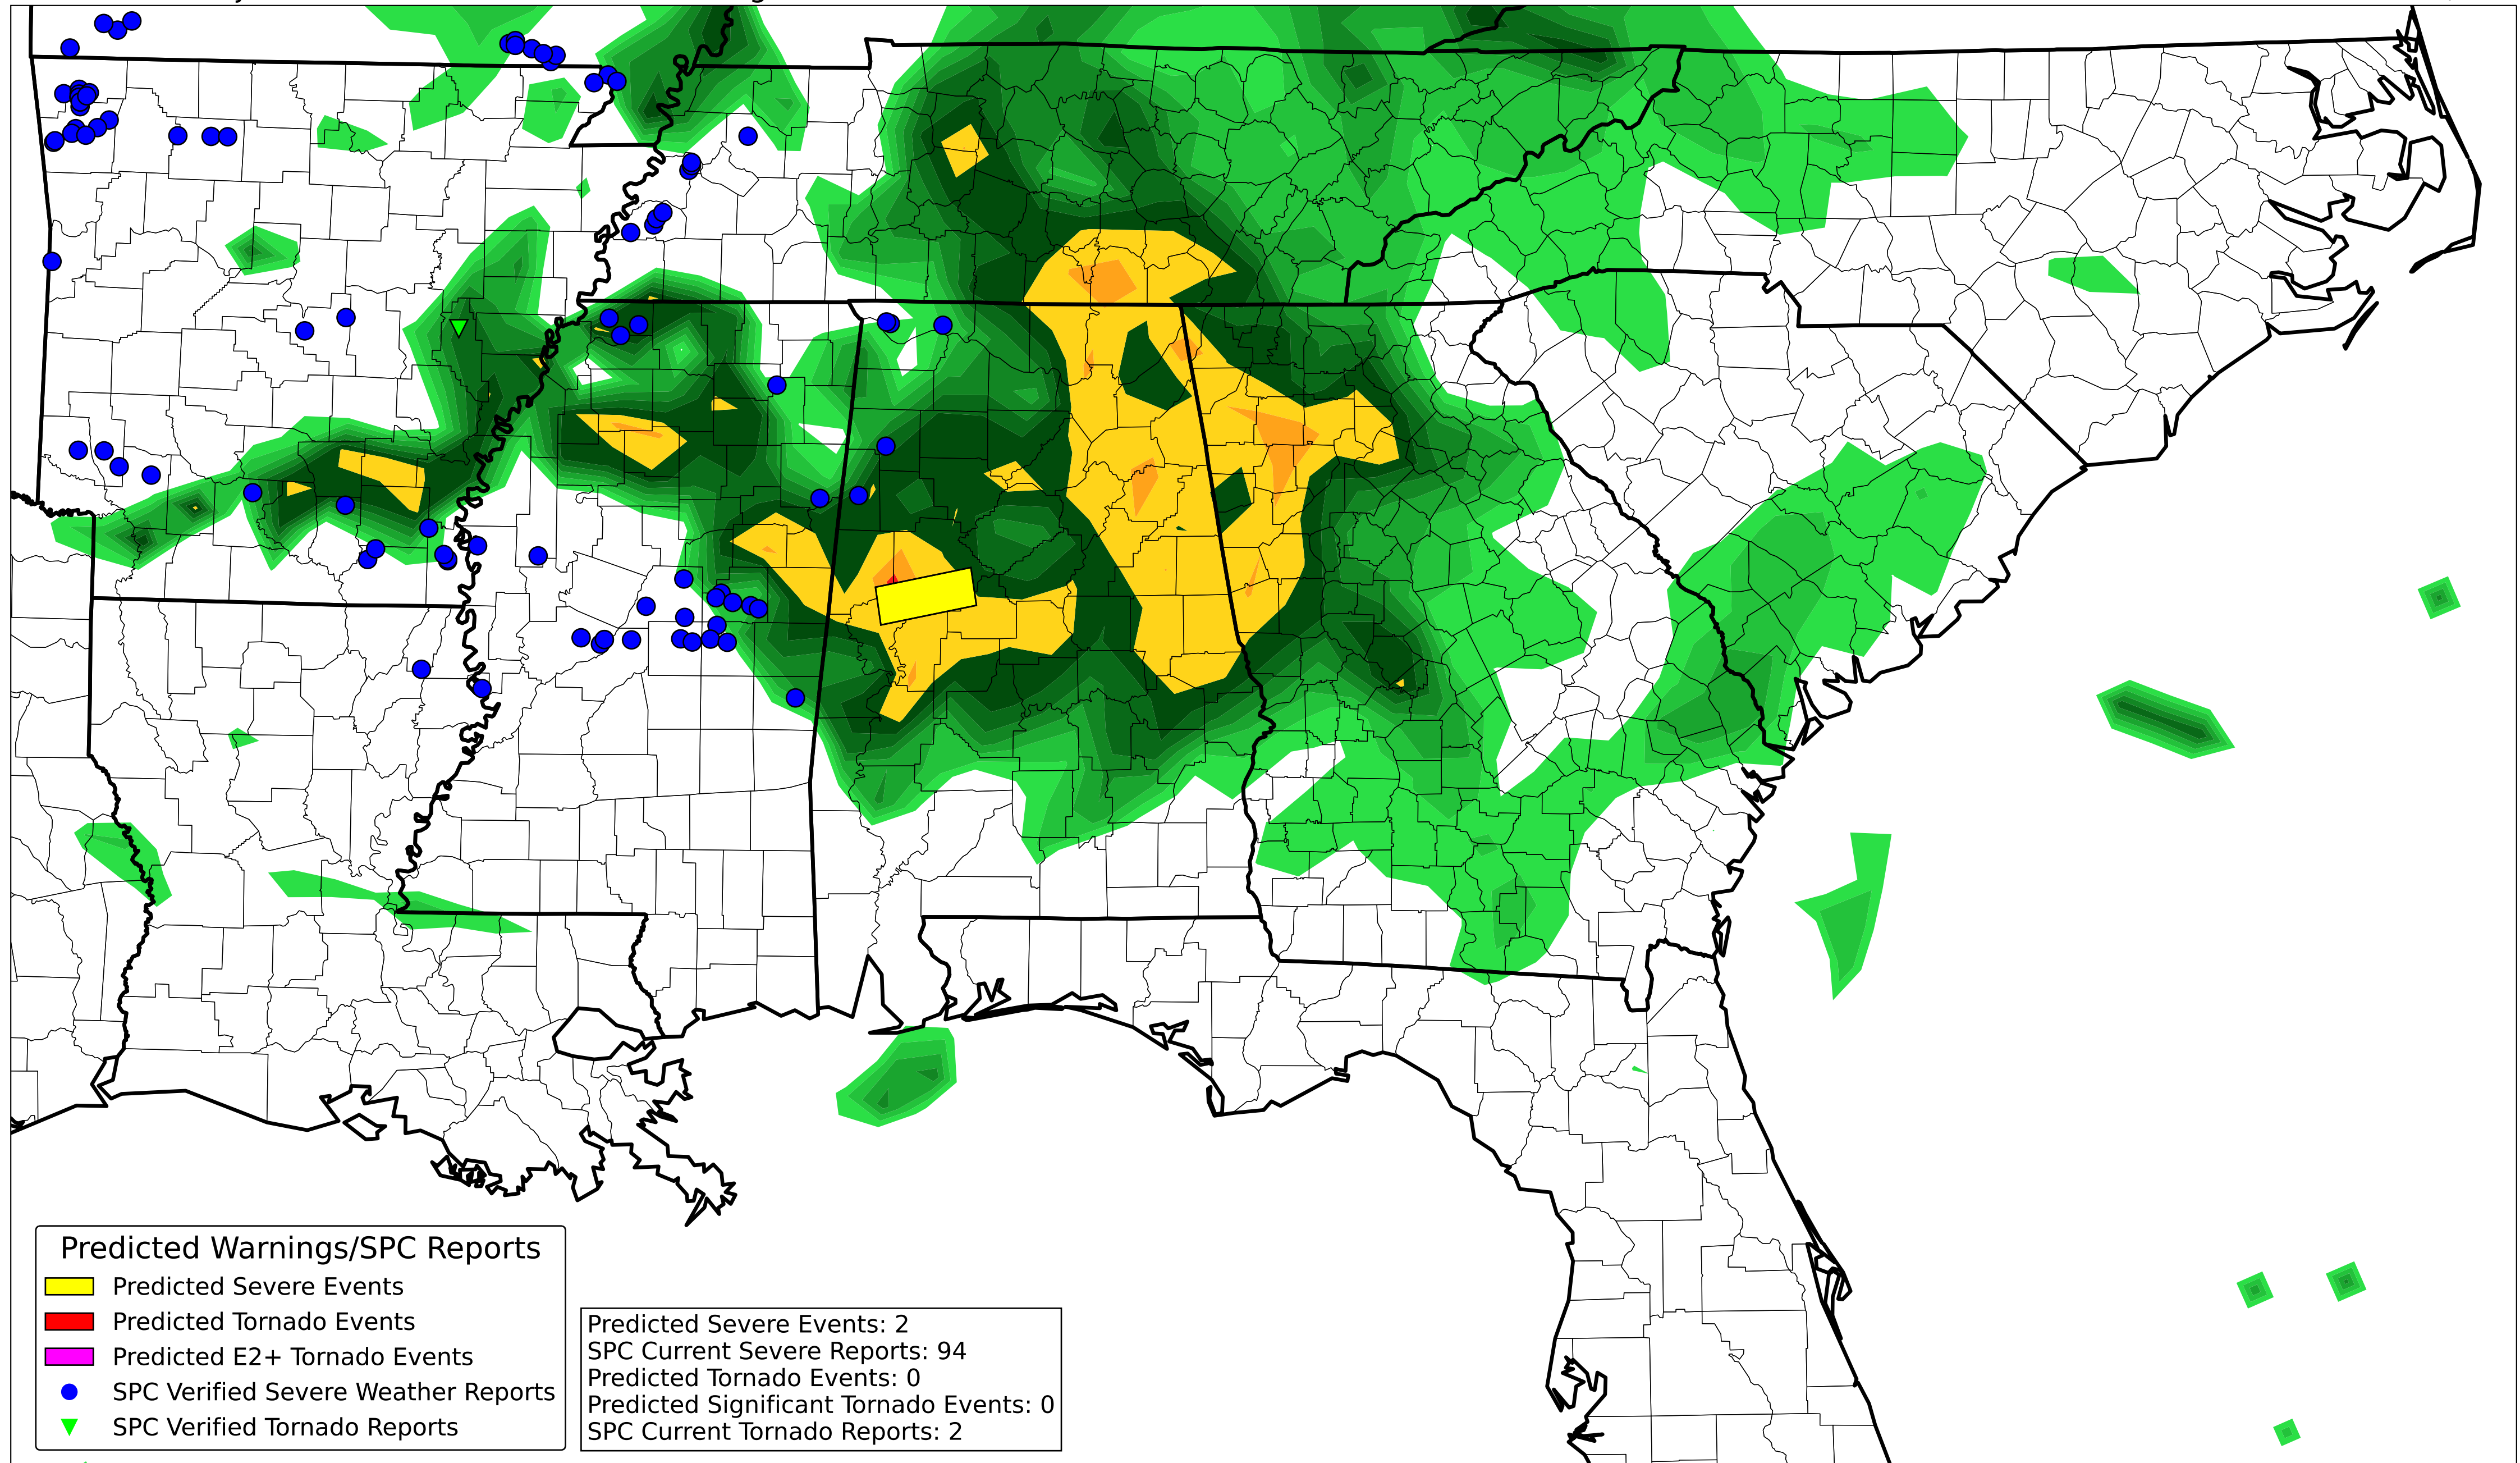 Predicted Warnings/SPC Reports
Predicted Severe Events
Predicted Tornado Events
Predicted E2+ Tornado Events
SPC Verified Severe Weather Reports
SPC Verified Tornado Reports
Predicted Severe Events: 2
SPC Current Severe Reports: 94
Predicted Tornado Events: 0
Predicted Significant Tornado Events: 0
SPC Current Tornado Reports: 2